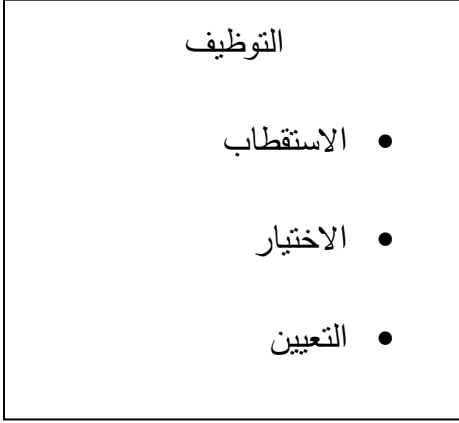 التوظيف
• الاستقطاب
• الاختيار
• التعيين